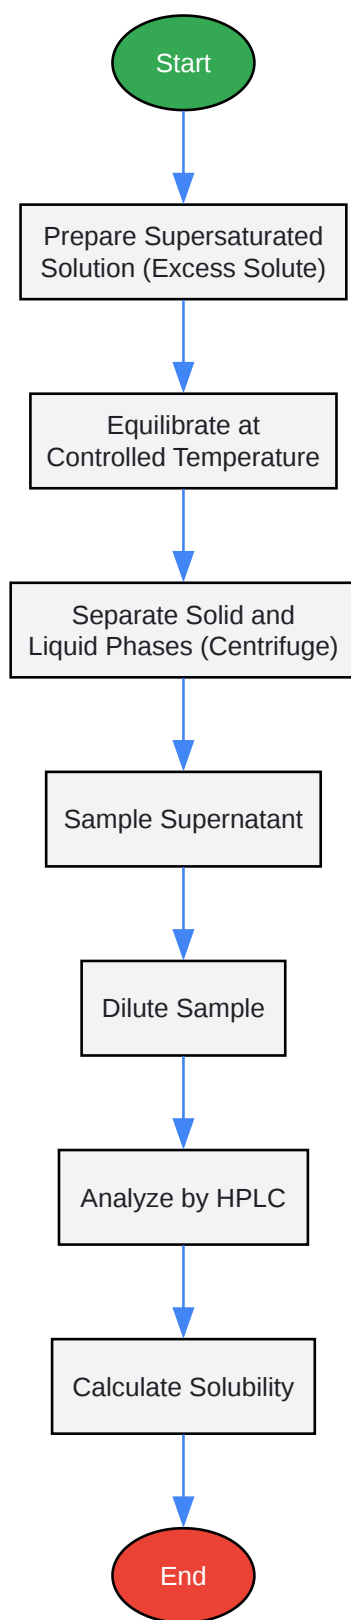 Start
Prepare Supersaturated
Solution (Excess Solute)
Equilibrate at
Controlled Temperature
Separate Solid and
Liquid Phases (Centrifuge)
Sample Supernatant
Dilute Sample
Analyze by HPLC
Calculate Solubility
End